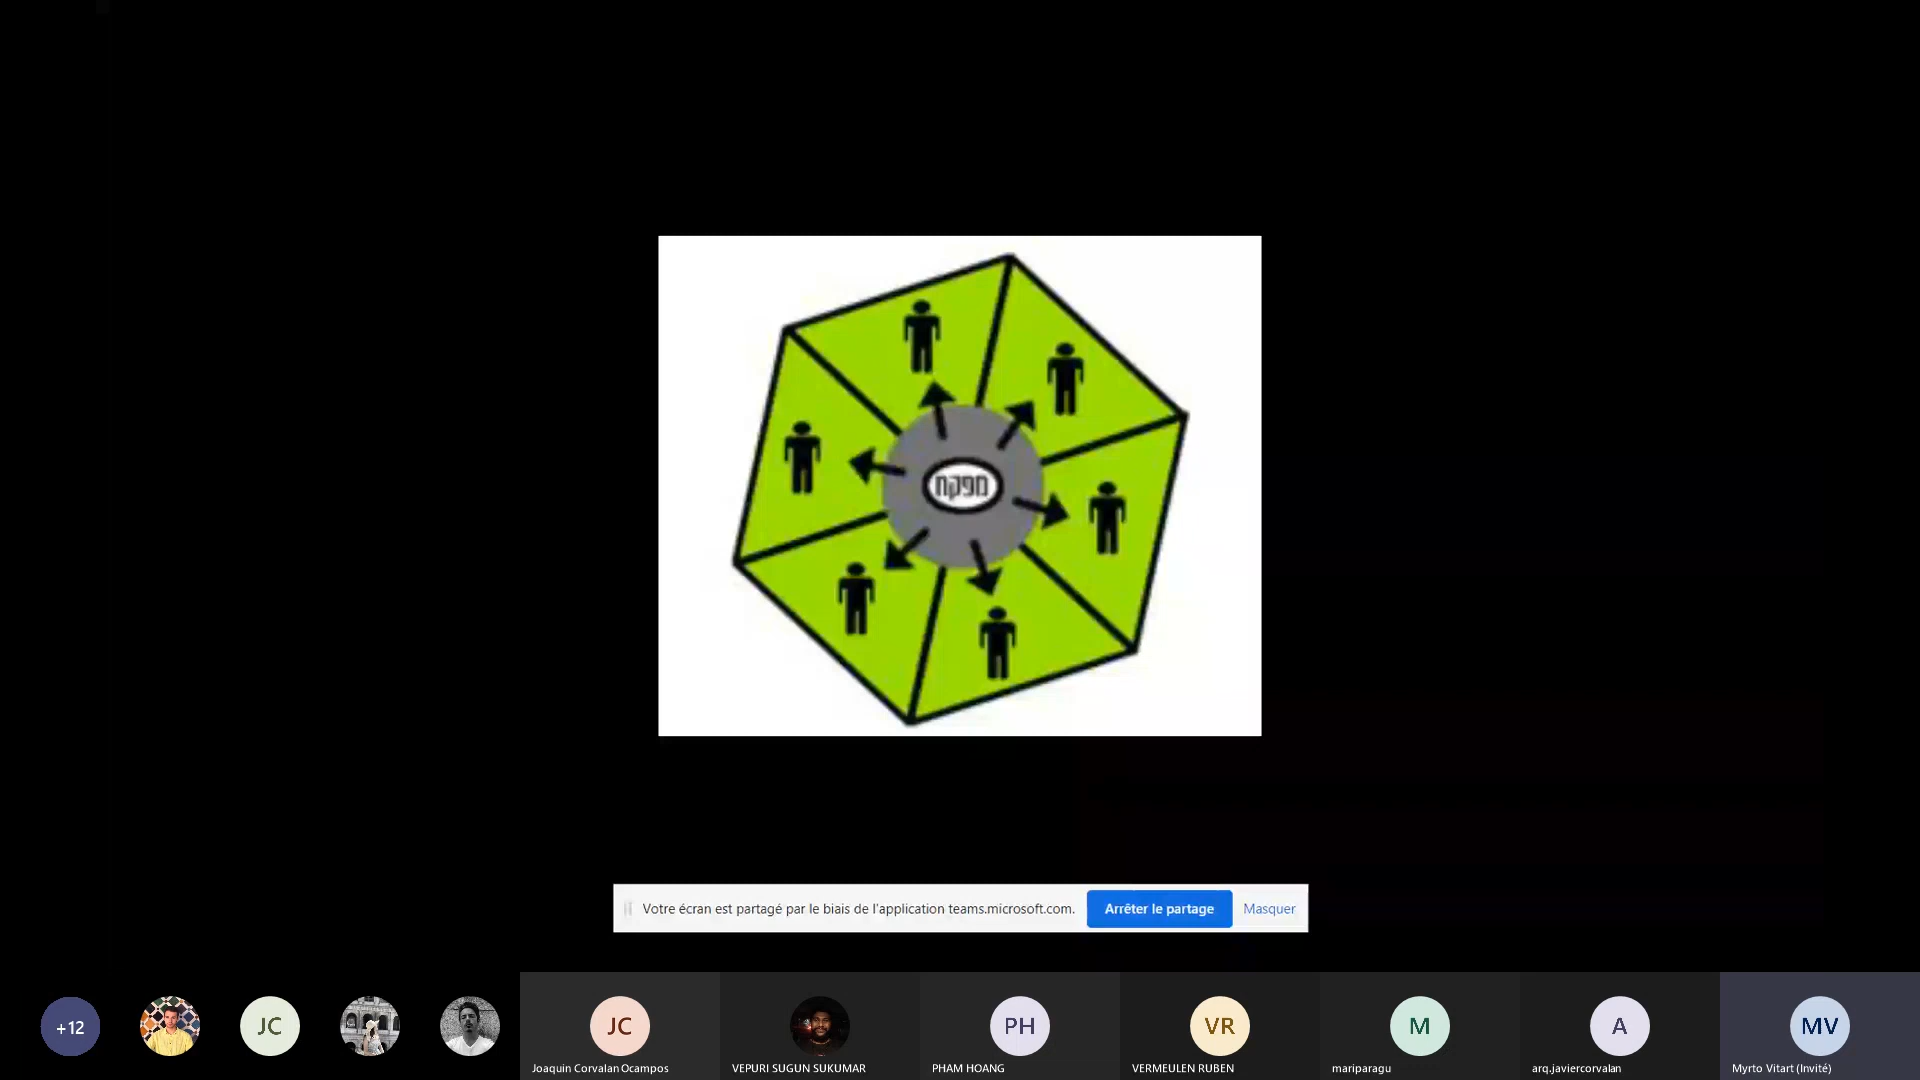 מפקח
Votre écran est partagé par le biais de l'application teams.microsoft.com.
Arrêter le partage
Masquer
+12
JC
JC
PH
VR
M
A
MV
Joaquin Corvalan Ocampos
VEPURI SUGUN SUKUMAR
PHAM HOANG
VERMEULEN RUBEN
mariparagu
arq.javiercorvalan
Myrto Vitart (Invité)